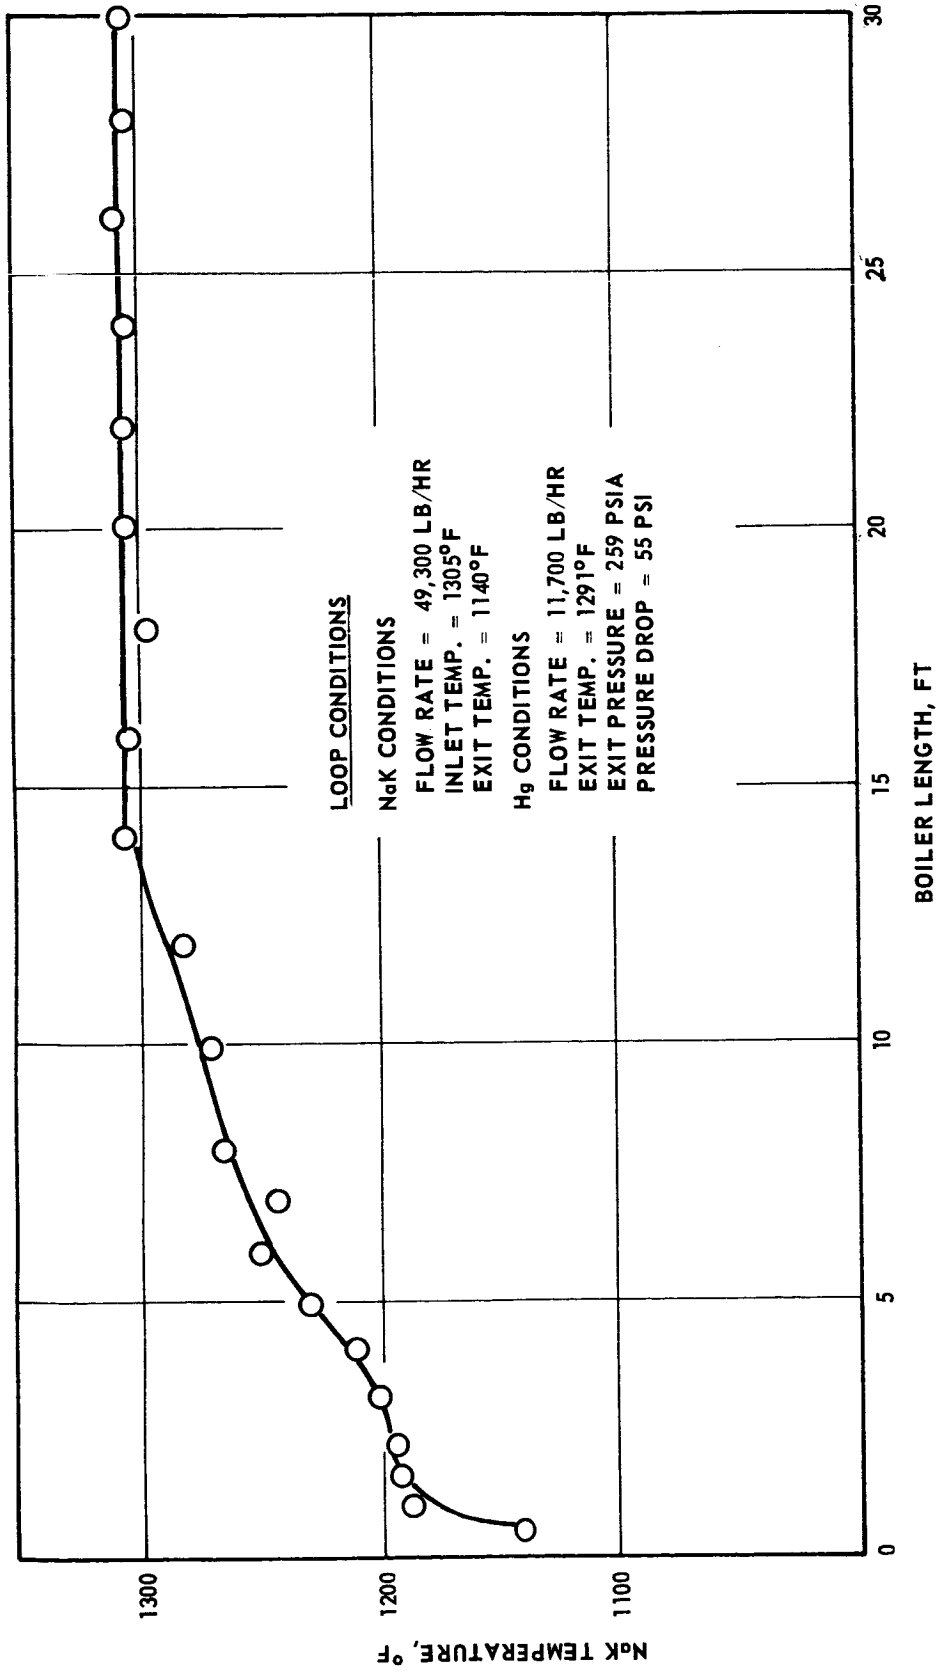 NaK TEMPERATURE, °F
1300
1200
1100
LOOP CONDITIONS
NaK CONDITIONS
FLOW RATE = 49,300 LB/HR
INLET TEMP. = 1305°F
EXIT TEMP. = 1140°F
Hg CONDITIONS
FLOW RATE = 11,700 LB/HR
EXIT TEMP. = 1291°F
EXIT PRESSURE = 259 PSIA
PRESSURE DROP = 55 PSI
0
5
10
15
20
25
30
BOILER LENGTH, FT